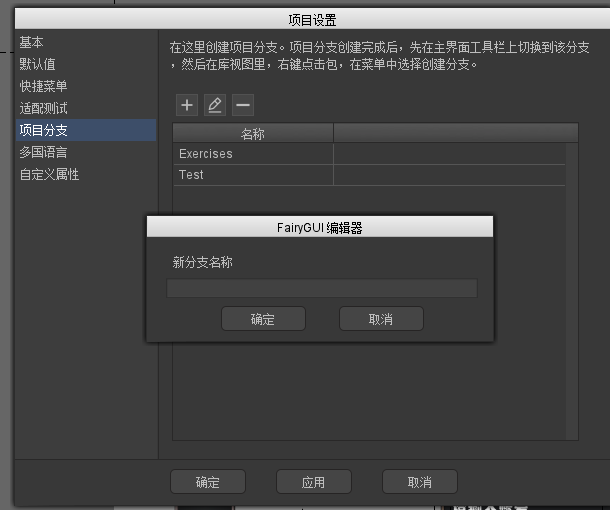 项目设置
基本
默认值
快捷菜单
适配测试
项目分支
多国语言
自定义属性
在这里创建项目分支。项目分支创建完成后，先在主界面工具栏上切换到该分支
，然后在库视图里，右键点击包，在菜单中选择创建分支。
名称
Exercises
Test
FairyGUI 编辑器
新分支名称
确定
取消
确定
应用
取消